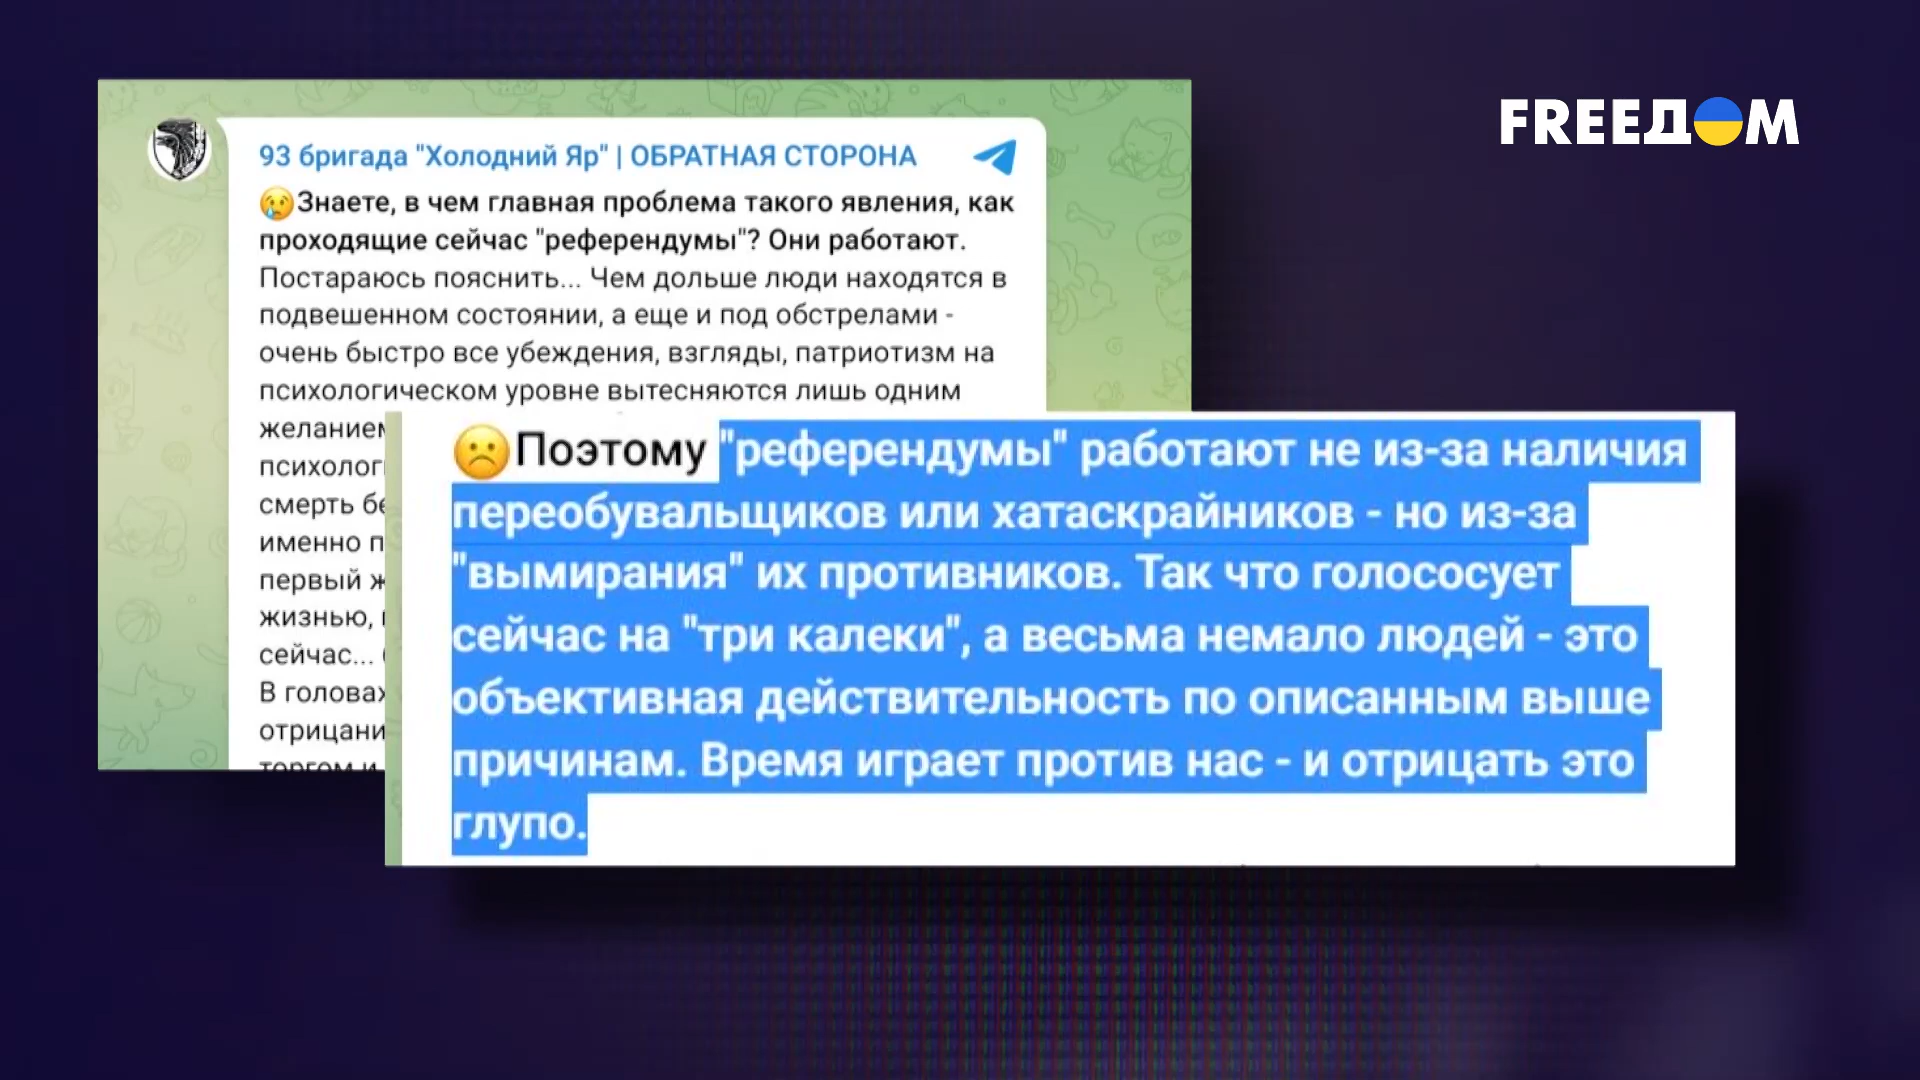 FREEДOM
93 бригада "Холодний Яр" | ОБРАТНАЯ СТОРОНА
😢Знаете, в чем главная проблема такого явления, как
проходящие сейчас "референдумы"? Они работают.
Постараюсь пояснить... Чем дольше люди находятся в
подвешенном состоянии, а еще и под обстрелами -
очень быстро все убеждения, взгляды, патриотизм на
психологическом уровне вытесняются лишь одним
смерть
именно
первый
жизнью,
сейчас...
В
☹️Поэтому "референдумы" работают не из-за наличия
переобувальщиков или хатаскрайников - но из-за
"вымирания" их противников. Так что голососует
сейчас на "три калеки", а весьма немало людей - это
объективная действительность по описанным выше
причинам. Время играет против нас - и отрицать это
глупо.